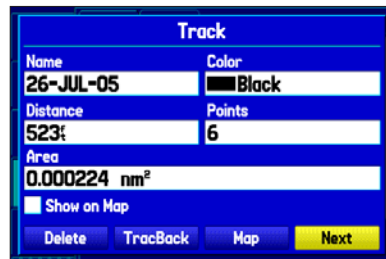 Track
Name Color
26-JUL-05 Black
Distance Points
523ft 6
Area
0.000224 nm²
Show on Map
Delete TracBack Map Next